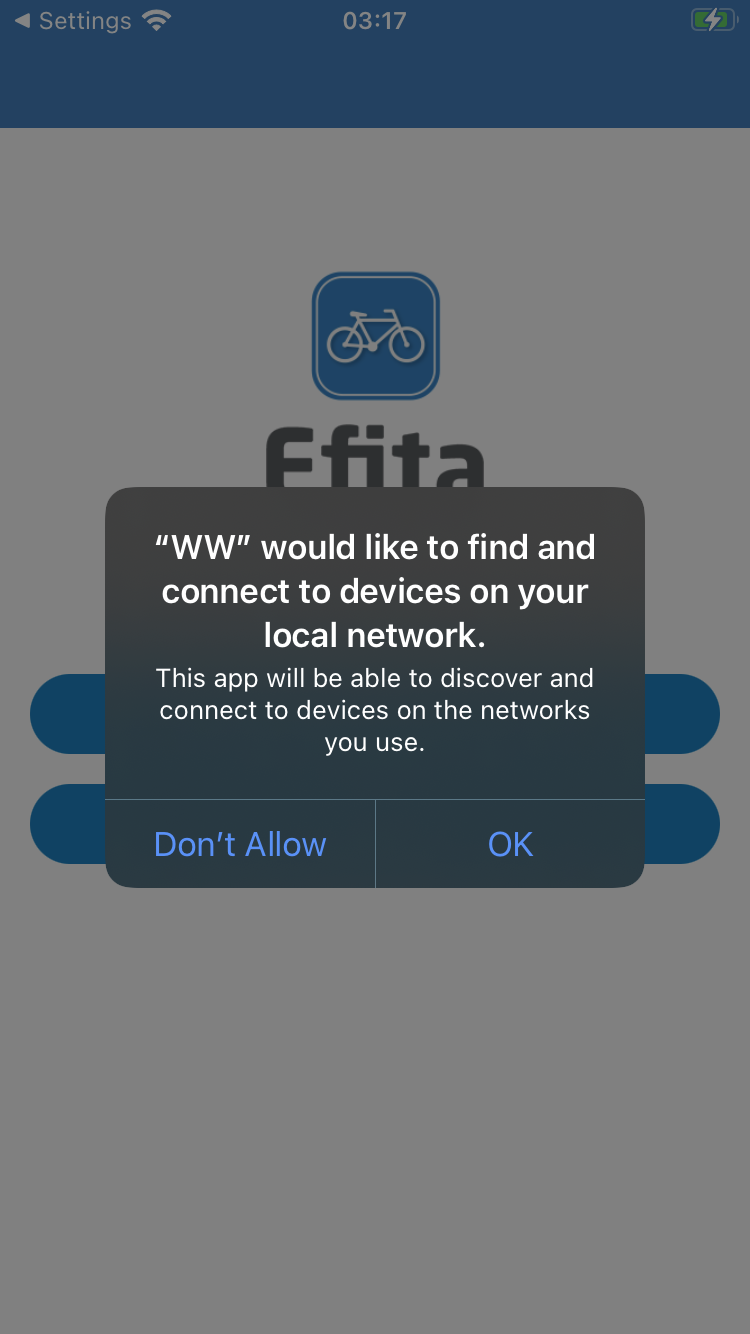 Settings
03:17
Efita
“WW” would like to find and
connect to devices on your
local network.
This app will be able to discover and
connect to devices on the networks
you use.
Don’t Allow
OK